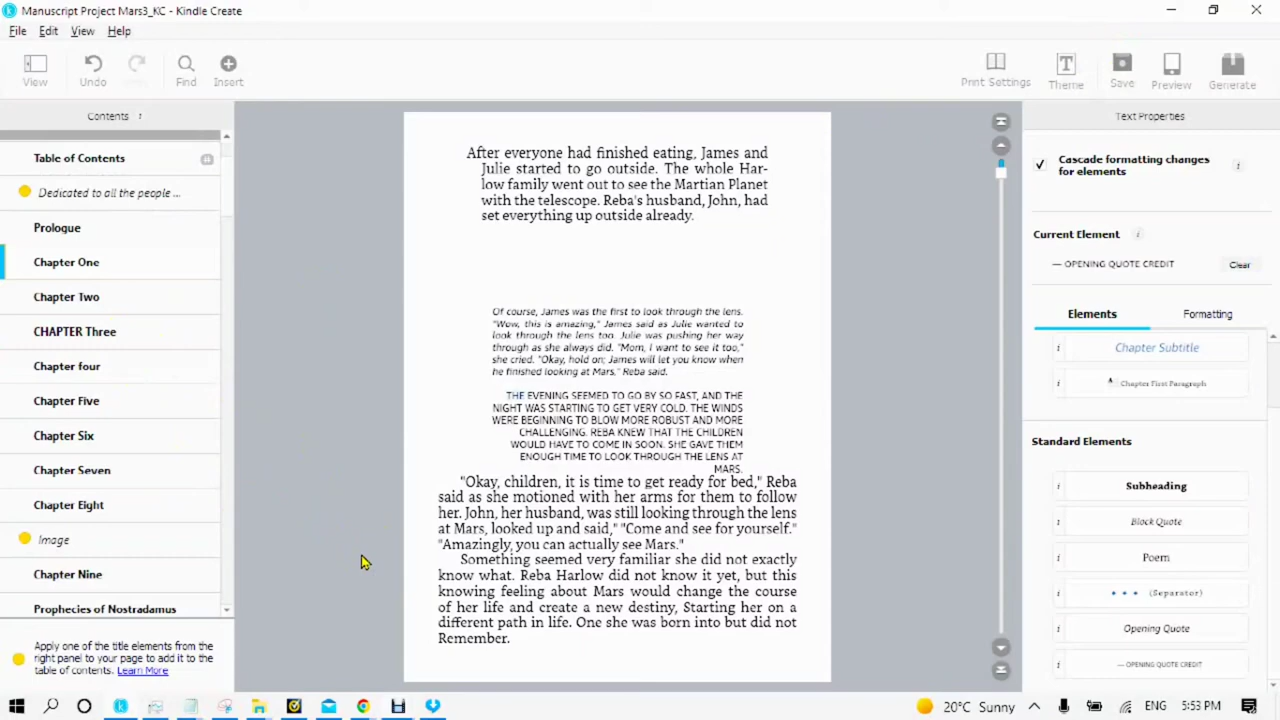 Manuscript Project Mars3_KC - Kindle Create
File Edit View Help
View Undo Find Insert Print Settings Theme Save Preview Generate
Contents
Table of Contents
Dedicated to all the people ...
Prologue
Chapter One
Chapter Two
CHAPTER Three
Chapter four
Chapter Five
Chapter Six
Chapter Seven
Chapter Eight
Image
Chapter Nine
Prophecies of Nostradamus
Apply one of the title elements from the
right panel to your page to add it to the
table of contents. Learn More
After everyone had finished eating, James and
Julie started to go outside. The whole Har-
low family went out to see the Martian Planet
with the telescope. Reba's husband, John, had
set everything up outside already.
Of course, James was the first to look through the lens.
"Wow, this is amazing," James said as Julie wanted to
look through the lens too. Julie was pushing her way
through as she always did. "Mom, I want to see it too,"
she cried. "Okay, hold on; James will let you know when
he finished looking at Mars," Reba said.
THE EVENING SEEMED TO GO BY SO FAST, AND THE
NIGHT WAS STARTING TO GET VERY COLD. THE WINDS
WERE BEGINNING TO BLOW MORE ROBUST AND MORE
CHALLENGING. REBA KNEW THAT THE CHILDREN
WOULD HAVE TO COME IN SOON. SHE GAVE THEM
ENOUGH TIME TO LOOK THROUGH THE LENS AT
MARS.
"Okay, children, it is time to get ready for bed," Reba
said as she motioned with her arms for them to follow
her. John, her husband, was still looking through the lens
at Mars, looked up and said," "Come and see for yourself."
"Amazingly, you can actually see Mars."
Something seemed very familiar she did not exactly
know what. Reba Harlow did not know it yet, but this
knowing feeling about Mars would change the course
of her life and create a new destiny, Starting her on a
different path in life. One she was born into but did not
Remember.
Text Properties
Cascade formatting changes
for elements
Current Element
— OPENING QUOTE CREDIT Clear
Elements Formatting
Chapter Subtitle
A Chapter First Paragraph
Standard Elements
Subheading
Block Quote
Poem
• • • (Separator)
Opening Quote
— OPENING QUOTE CREDIT
20°C Sunny ENG 5:53 PM